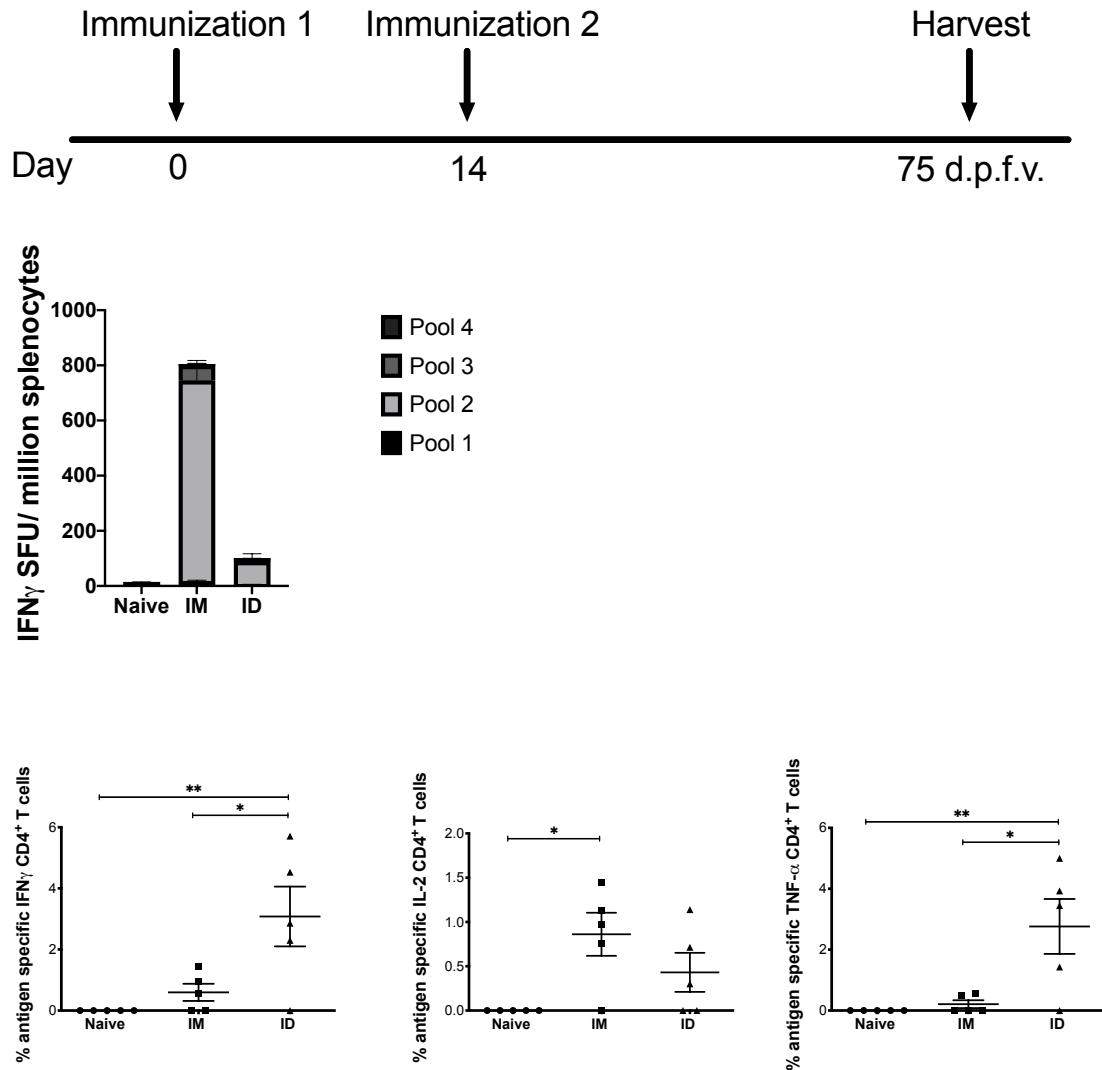 Immunization 1 Immunization 2 Harvest
Day 0 14 75 d.p.f.v.
IFNγ SFU/ million splenocytes
1000
800
600
400
200
0
Naive IM ID
Pool 4
Pool 3
Pool 2
Pool 1
% antigen specific IFNγ CD4⁺ T cells
**
*
6
4
2
0
Naive IM ID
% antigen specific IL-2 CD4⁺ T cells
*
2.0
1.5
1.0
0.5
0.0
Naive IM ID
% antigen specific TNF-α CD4⁺ T cells
**
*
6
4
2
0
Naive IM ID